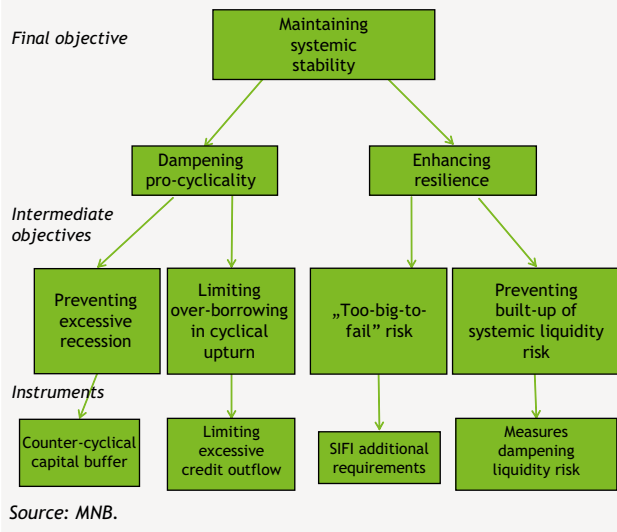 Final objective
Maintaining
systemic
stability
Dampening
pro-cyclicality
Enhancing
resilience
Intermediate
objectives
Preventing
excessive
recession
Limiting
over-borrowing
in cyclical
upturn
„Too-big-to-
fail” risk
Preventing
built-up of
systemic liquidity
risk
Instruments
Counter-cyclical
capital buffer
Limiting
excessive
credit outflow
SIFI additional
requirements
Measures
dampening
liquidity risk
Source: MNB.